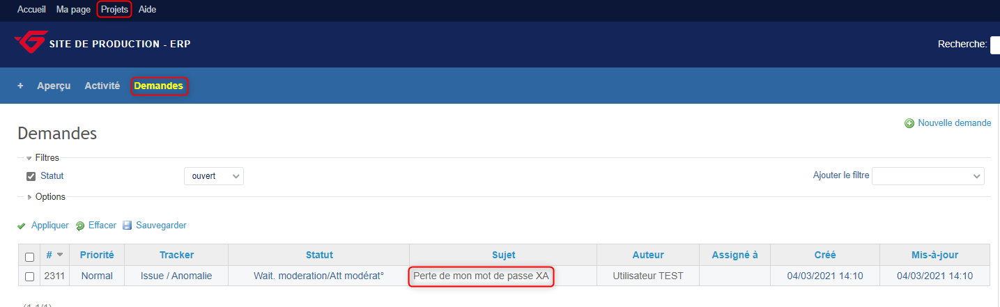 Accueil Ma page Projets Aide
SITE DE PRODUCTION - ERP
Recherche:
+ Aperçu Activité Demandes
Nouvelle demande
Demandes
Filtres
Statut ouvert Ajouter le filtre
Options
Appliquer Effacer Sauvegarder
# Priorité Tracker Statut Sujet Auteur Assigné à Créé Mis-à-jour
2311 Normal Issue / Anomalie Wait. moderation/Att modérat° Perte de mon mot de passe XA Utilisateur TEST 04/03/2021 14:10 04/03/2021 14:10
(1-1/1)